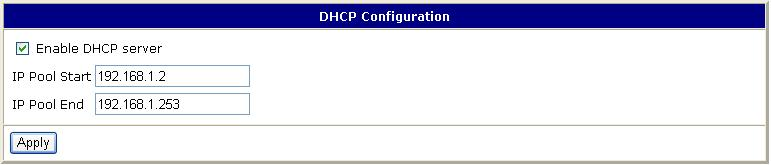 DHCP Configuration
Enable DHCP server
IP Pool Start 192.168.1.2
IP Pool End 192.168.1.253
Apply